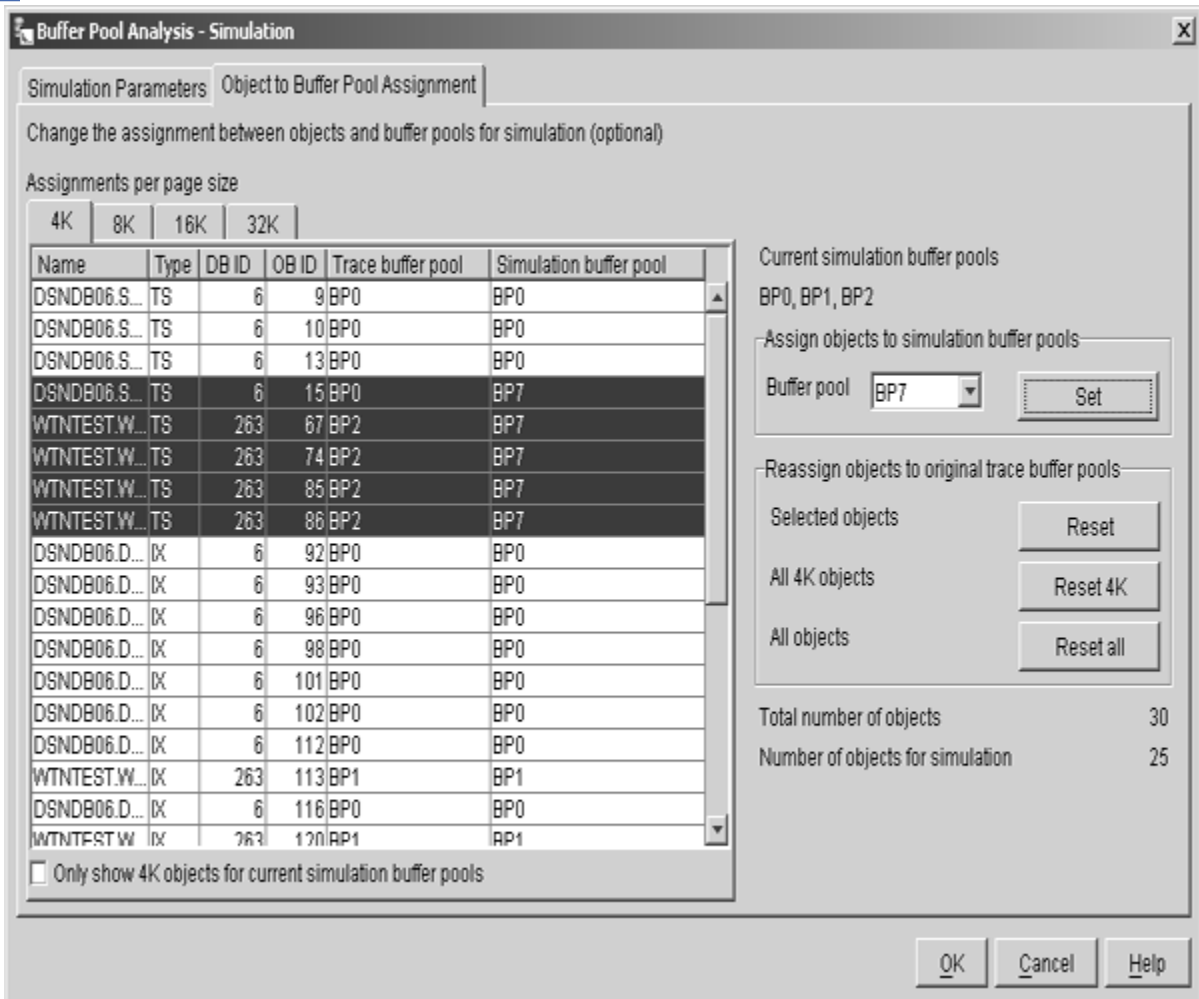 Buffer Pool Analysis - Simulation
Simulation Parameters Object to Buffer Pool Assignment
Change the assignment between objects and buffer pools for simulation (optional)
Assignments per page size
4K 8K 16K 32K
Name Type DB ID OB ID Trace buffer pool Simulation buffer pool
DSNDB06.S... TS 6 9 BP0 BP0
DSNDB06.S... TS 6 10 BP0 BP0
DSNDB06.S... TS 6 13 BP0 BP0
DSNDB06.S... TS 6 15 BP0 BP7
WTNTEST.W... TS 263 67 BP2 BP7
WTNTEST.W... TS 263 74 BP2 BP7
WTNTEST.W... TS 263 85 BP2 BP7
WTNTEST.W... TS 263 86 BP2 BP7
DSNDB06.D... IX 6 92 BP0 BP0
DSNDB06.D... IX 6 93 BP0 BP0
DSNDB06.D... IX 6 96 BP0 BP0
DSNDB06.D... IX 6 98 BP0 BP0
DSNDB06.D... IX 6 101 BP0 BP0
DSNDB06.D... IX 6 102 BP0 BP0
DSNDB06.D... IX 6 112 BP0 BP0
WTNTEST.W... IX 263 113 BP1 BP1
DSNDB06.D... IX 6 116 BP0 BP0
WTNTEST.W... IX 263 120 BP1 BP1
Only show 4K objects for current simulation buffer pools
Current simulation buffer pools
BP0, BP1, BP2
Assign objects to simulation buffer pools
Buffer pool BP7 Set
Reassign objects to original trace buffer pools
Selected objects Reset
All 4K objects Reset 4K
All objects Reset all
Total number of objects 30
Number of objects for simulation 25
OK Cancel Help